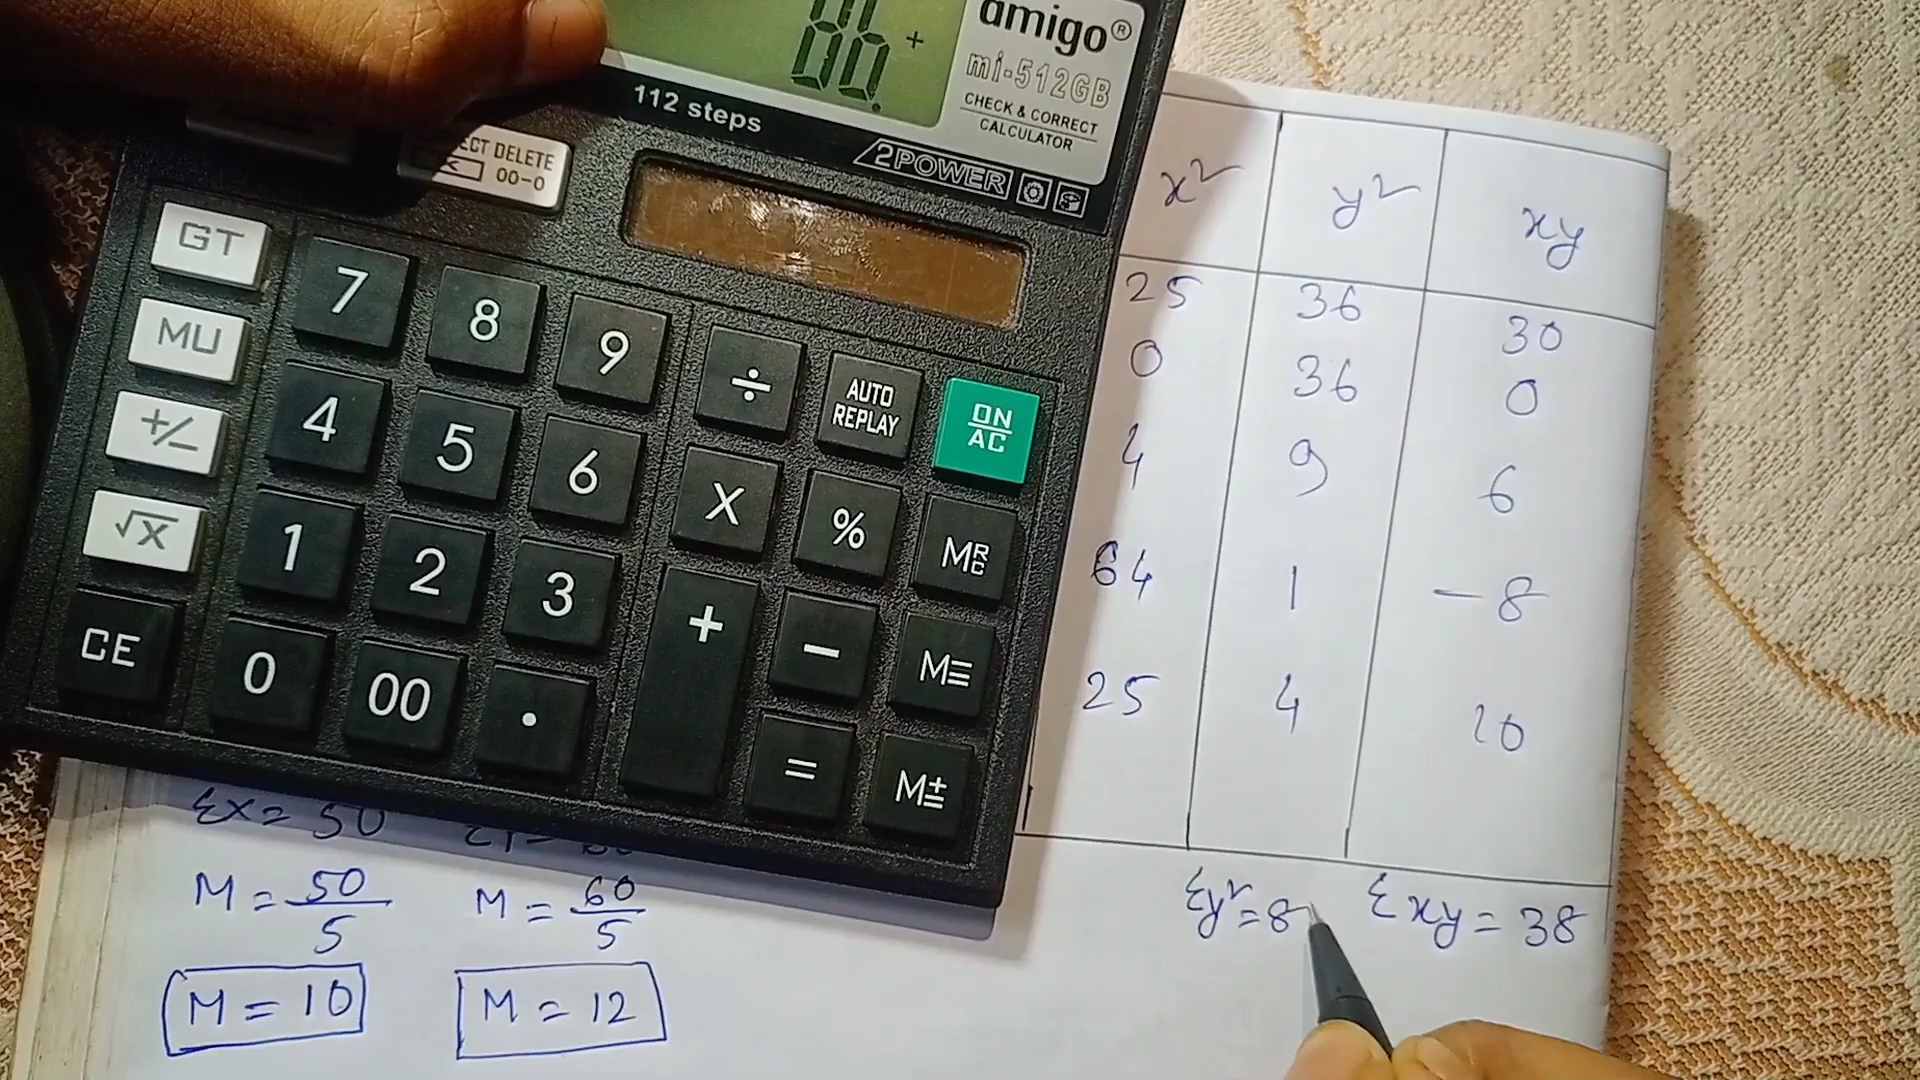 86. +
amigo®
mi-512GB
CHECK & CORRECT
CALCULATOR
112 steps
2POWER
ECT DELETE
00-0
GT 7 8 9 ÷ AUTO REPLAY ON/AC
MU 4 5 6 X % MRC
+/- 1 2 3 + − M=
√x 0 00 . = M±
CE
x² y² xy
25 36 30
0 36 0
4 9 6
64 1 -8
25 4 10
Σy²=8 Σxy = 38
Σx=50
M = 50/5 M = 60/5
M = 10 M = 12